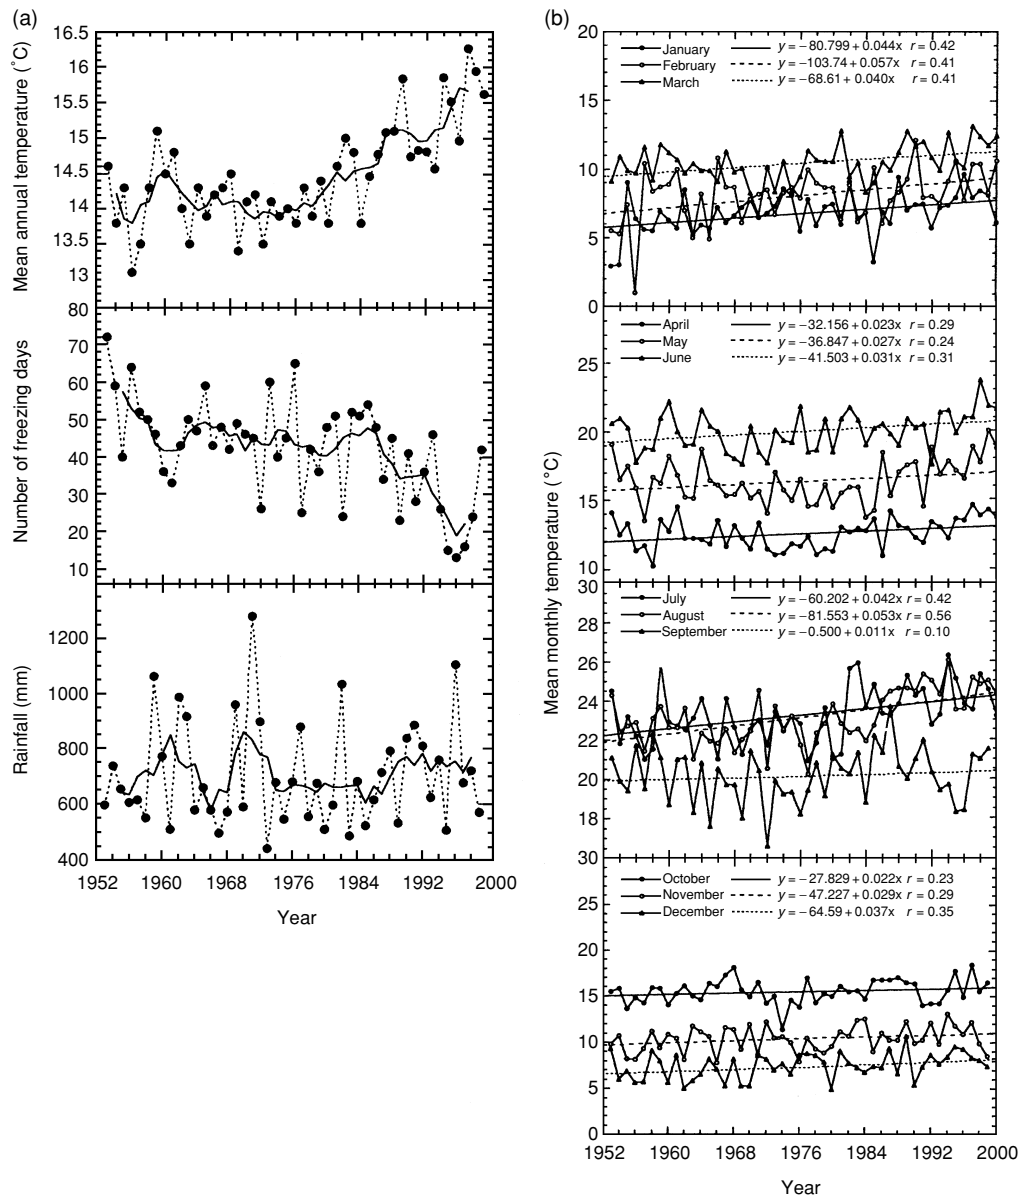 (a)
Mean annual temperature (°C)
16.5
16
15.5
15
14.5
14
13.5
13
1952 1960 1968 1976 1984 1992 2000
Number of freezing days
80
70
60
50
40
30
20
10
Rainfall (mm)
1200
1000
800
600
400
1952 1960 1968 1976 1984 1992 2000
Year
(b)
Mean monthly temperature (°C)
20
15
10
5
0
January y=−80.799+0.044x r=0.42
February y=−103.74+0.057x r=0.41
March y=−68.61+0.040x r=0.41
25
20
15
10
April y=−32.156+0.023x r=0.29
May y=−36.847+0.027x r=0.24
June y=−41.503+0.031x r=0.31
30
28
26
24
22
20
18
July y=−60.202+0.042x r=0.42
August y=−81.553+0.053x r=0.56
September y=−0.500+0.011x r=0.10
30
25
20
15
10
5
0
October y=−27.829+0.022x r=0.23
November y=−47.227+0.029x r=0.29
December y=−64.59+0.037x r=0.35
1952 1960 1968 1976 1984 1992 2000
Year